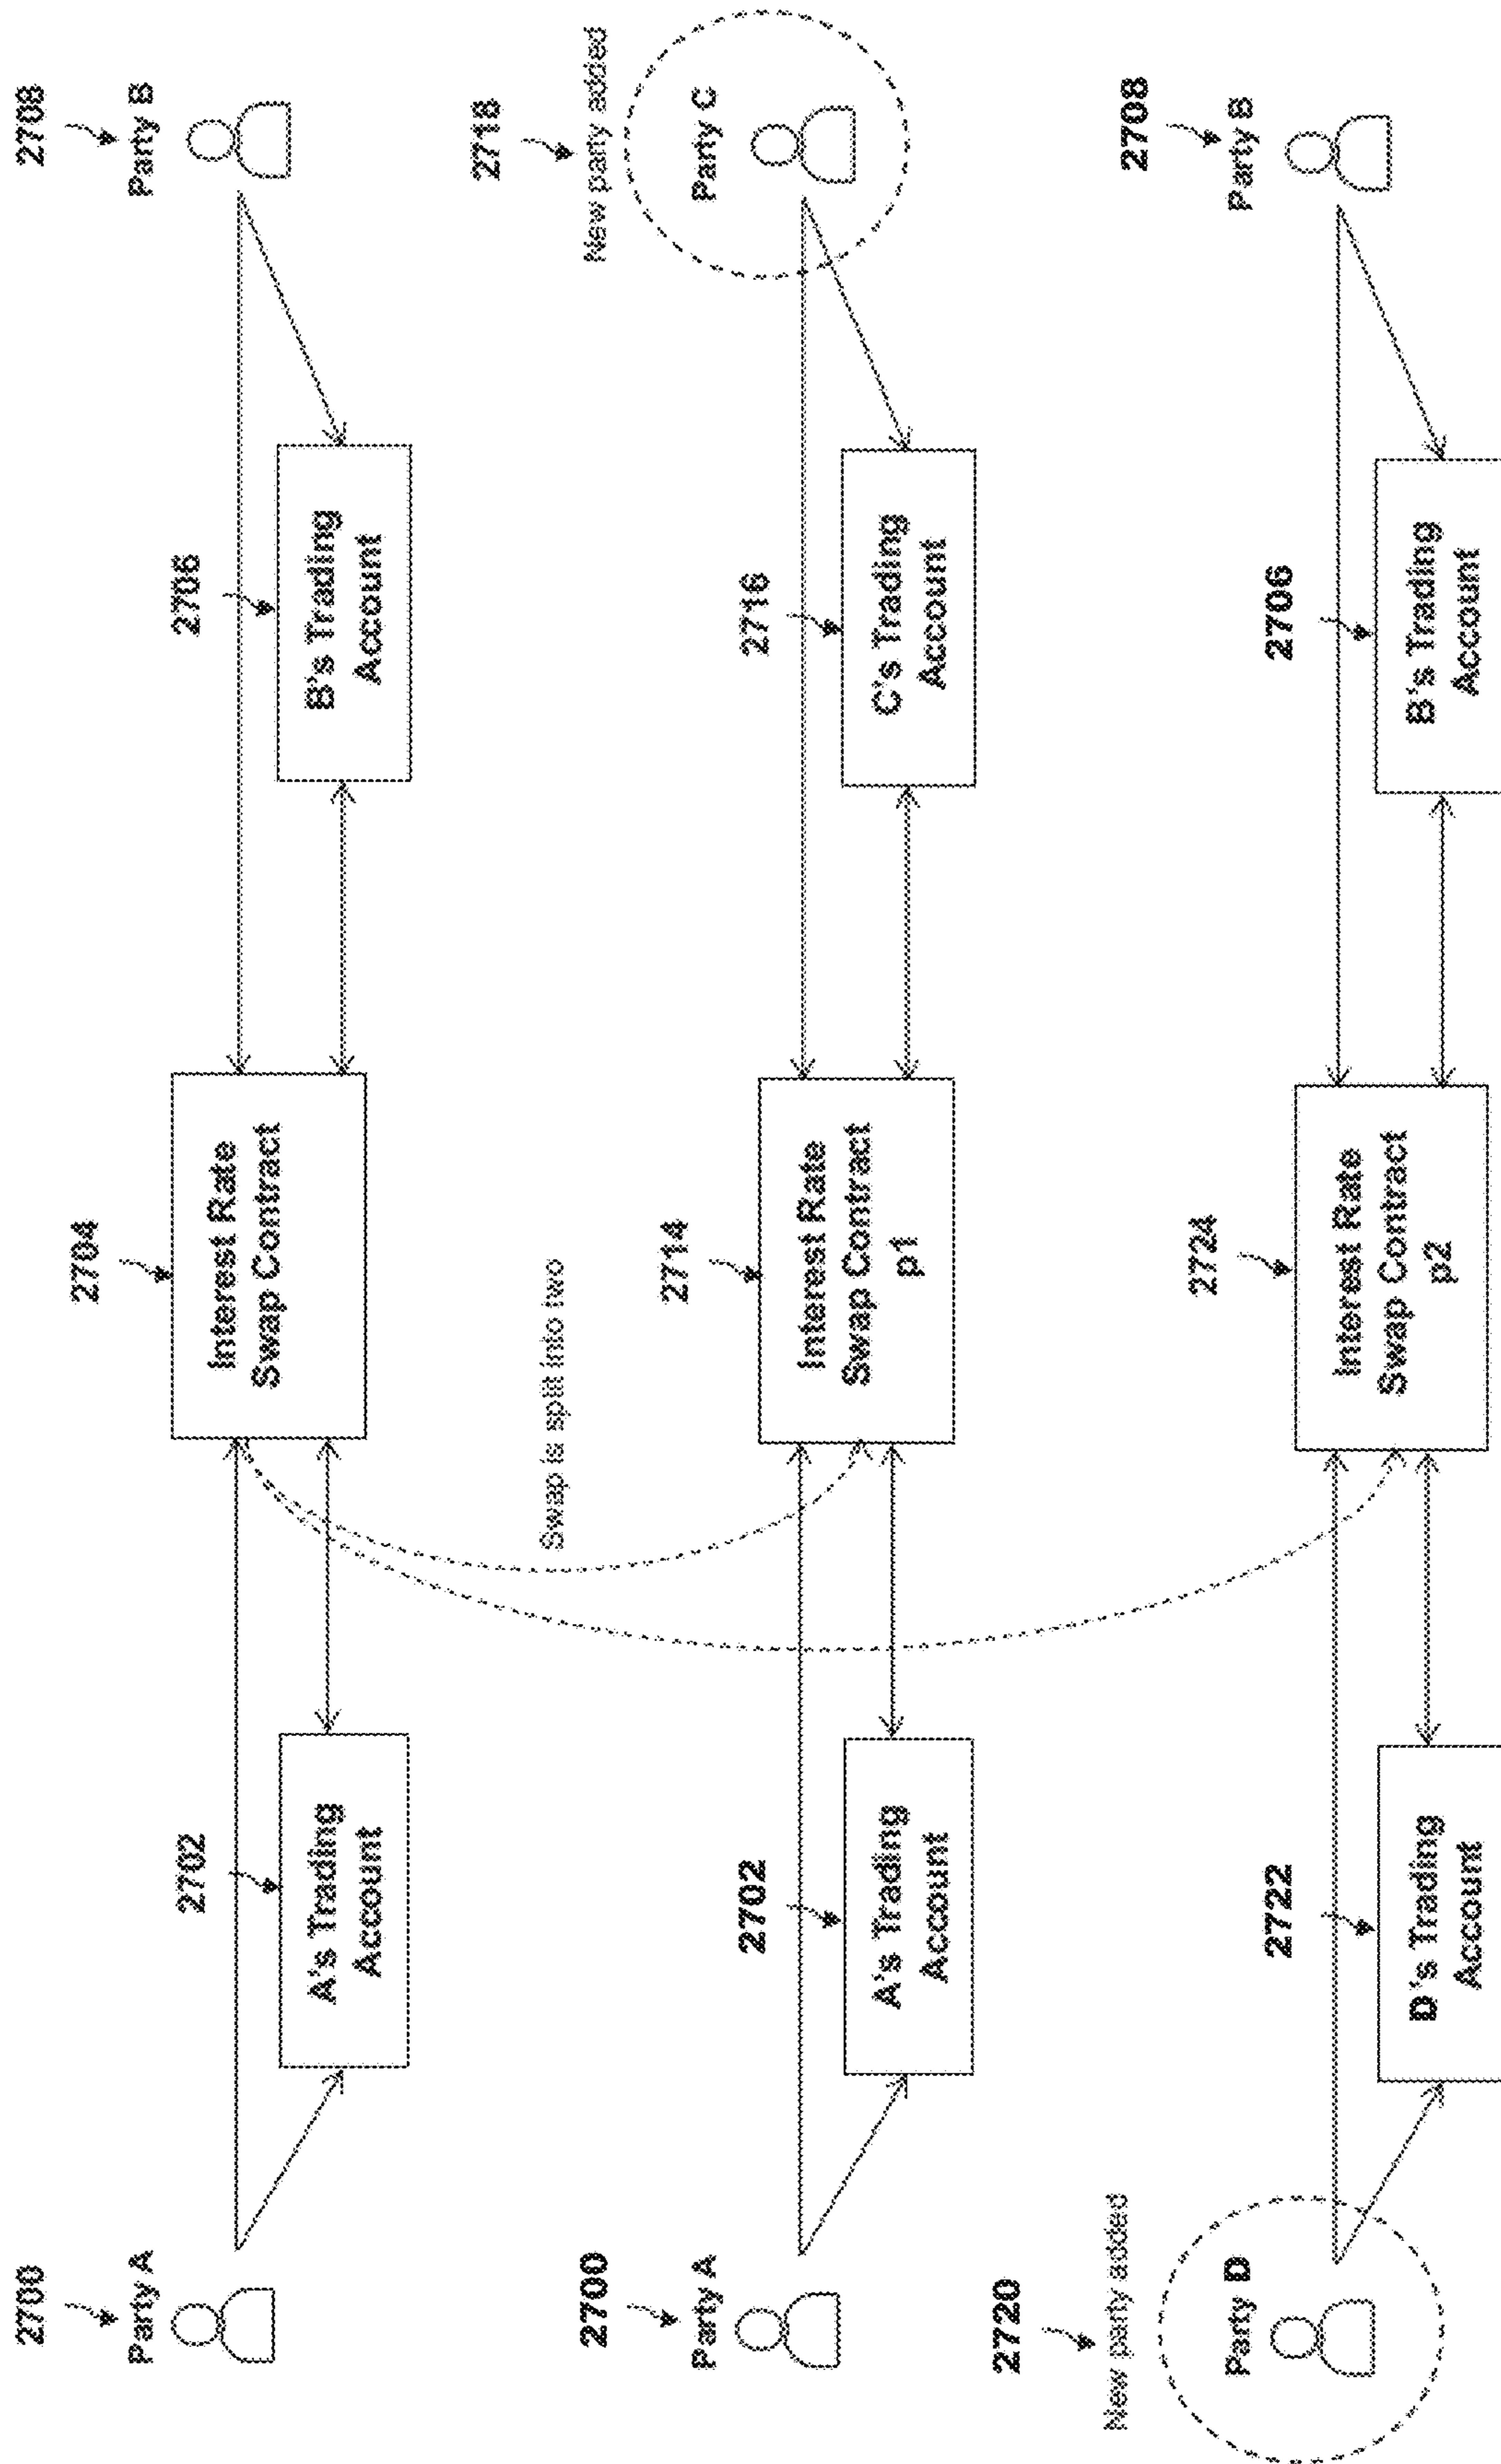 2700
Party A
2702
A's Trading
Account
2704
Interest Rate
Swap Contract
2706
B's Trading
Account
2708
Party B
Swap is split into two
2700
Party A
2702
A's Trading
Account
2714
Interest Rate
Swap Contract
p1
2716
C's Trading
Account
2718
New party added
Party C
2720
New party added
Party D
2722
D's Trading
Account
2724
Interest Rate
Swap Contract
p2
2706
B's Trading
Account
2708
Party B